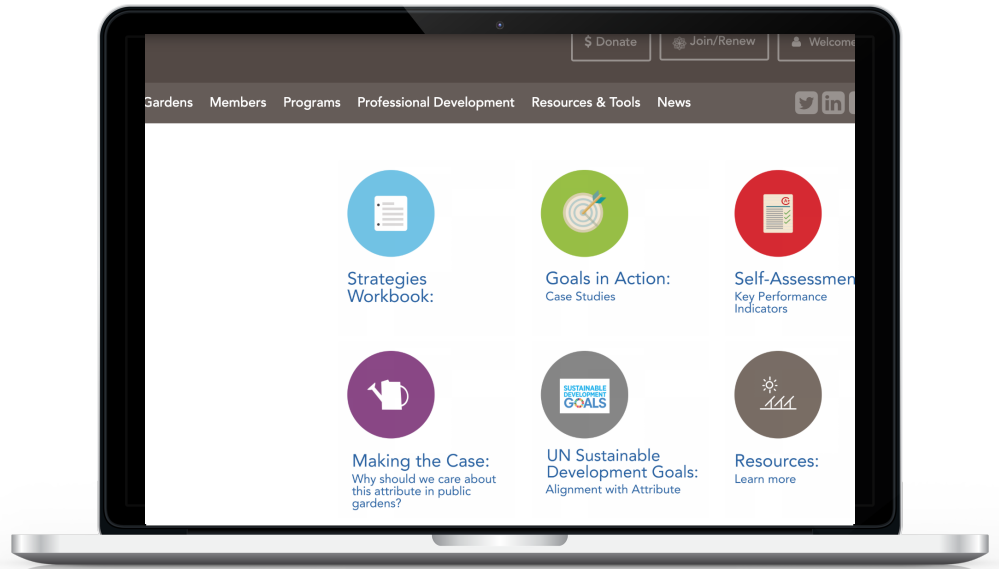 $ Donate
Join/Renew
Welcome
Gardens Members Programs Professional Development Resources & Tools News
in
Strategies
Workbook:
Goals in Action:
Case Studies
Self-Assessmen
Key Performance
Indicators
SUSTAINABLE
DEVELOPMENT
GOALS
Making the Case:
Why should we care about
this attribute in public
gardens?
UN Sustainable
Development Goals:
Alignment with Attribute
Resources:
Learn more